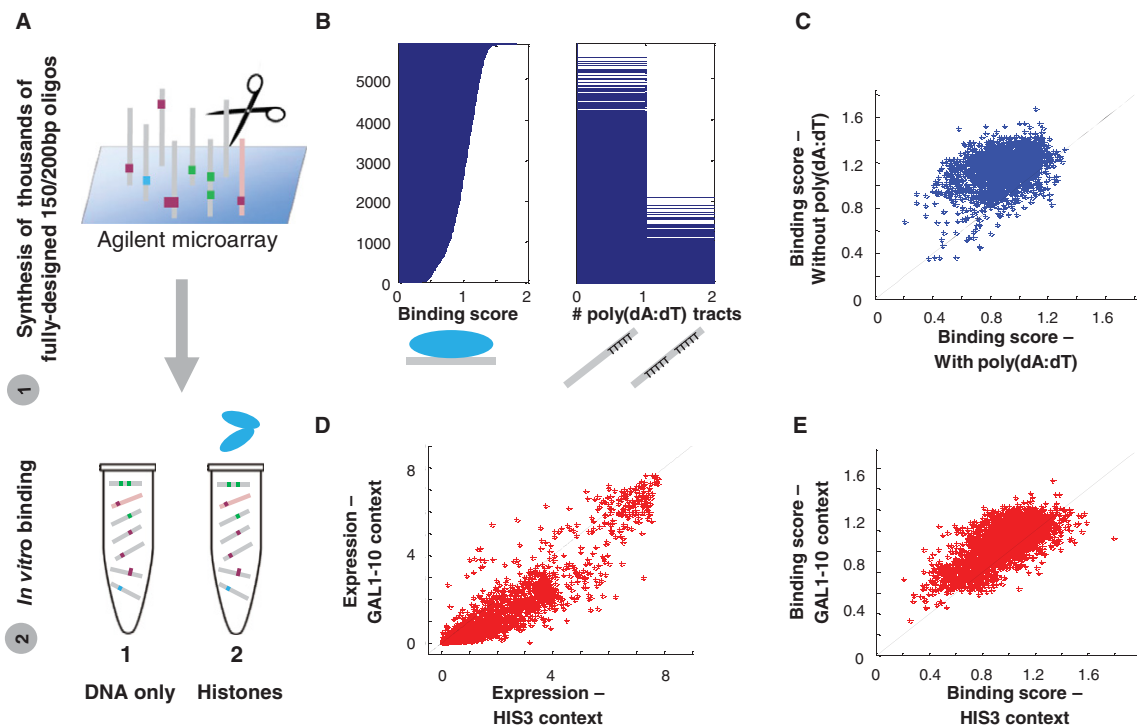 A
1
Synthesis of thousands of
fully-designed 150/200bp oligos
Agilent microarray
2
In vitro binding
1
2
DNA only
Histones
B
5000
4000
3000
2000
1000
0
0
1
2
Binding score
0
1
2
# poly(dA:dT) tracts
C
Binding score –
Without poly(dA:dT)
1.6
1.2
0.8
0.4
0
0
0.4
0.8
1.2
1.6
Binding score –
With poly(dA:dT)
D
Expression –
GAL1-10 context
8
4
0
0
4
8
Expression –
HIS3 context
E
Binding score –
GAL1-10 context
1.6
1.2
0.8
0.4
0
0
0.4
0.8
1.2
1.6
Binding score –
HIS3 context